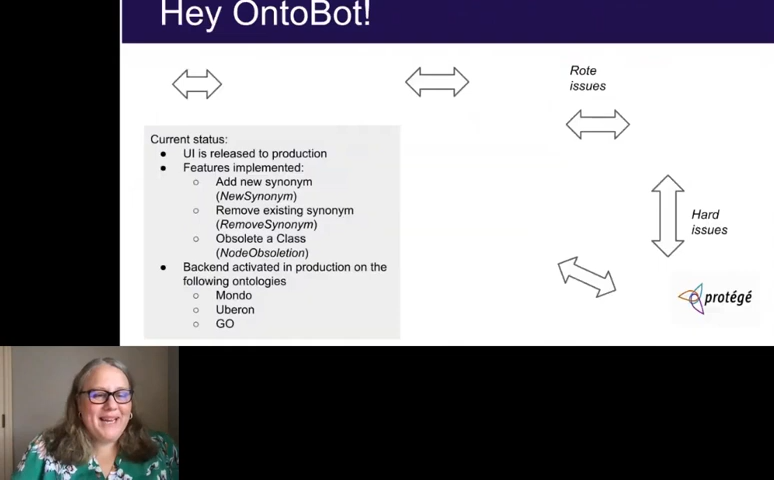 Hey OntoBot!
Rote
issues
Current status:
● UI is released to production
● Features implemented:
○ Add new synonym
(NewSynonym)
○ Remove existing synonym
(RemoveSynonym)
○ Obsolete a Class
(NodeObsoletion)
● Backend activated in production on the
following ontologies
○ Mondo
○ Uberon
○ GO
Hard
issues
protégé